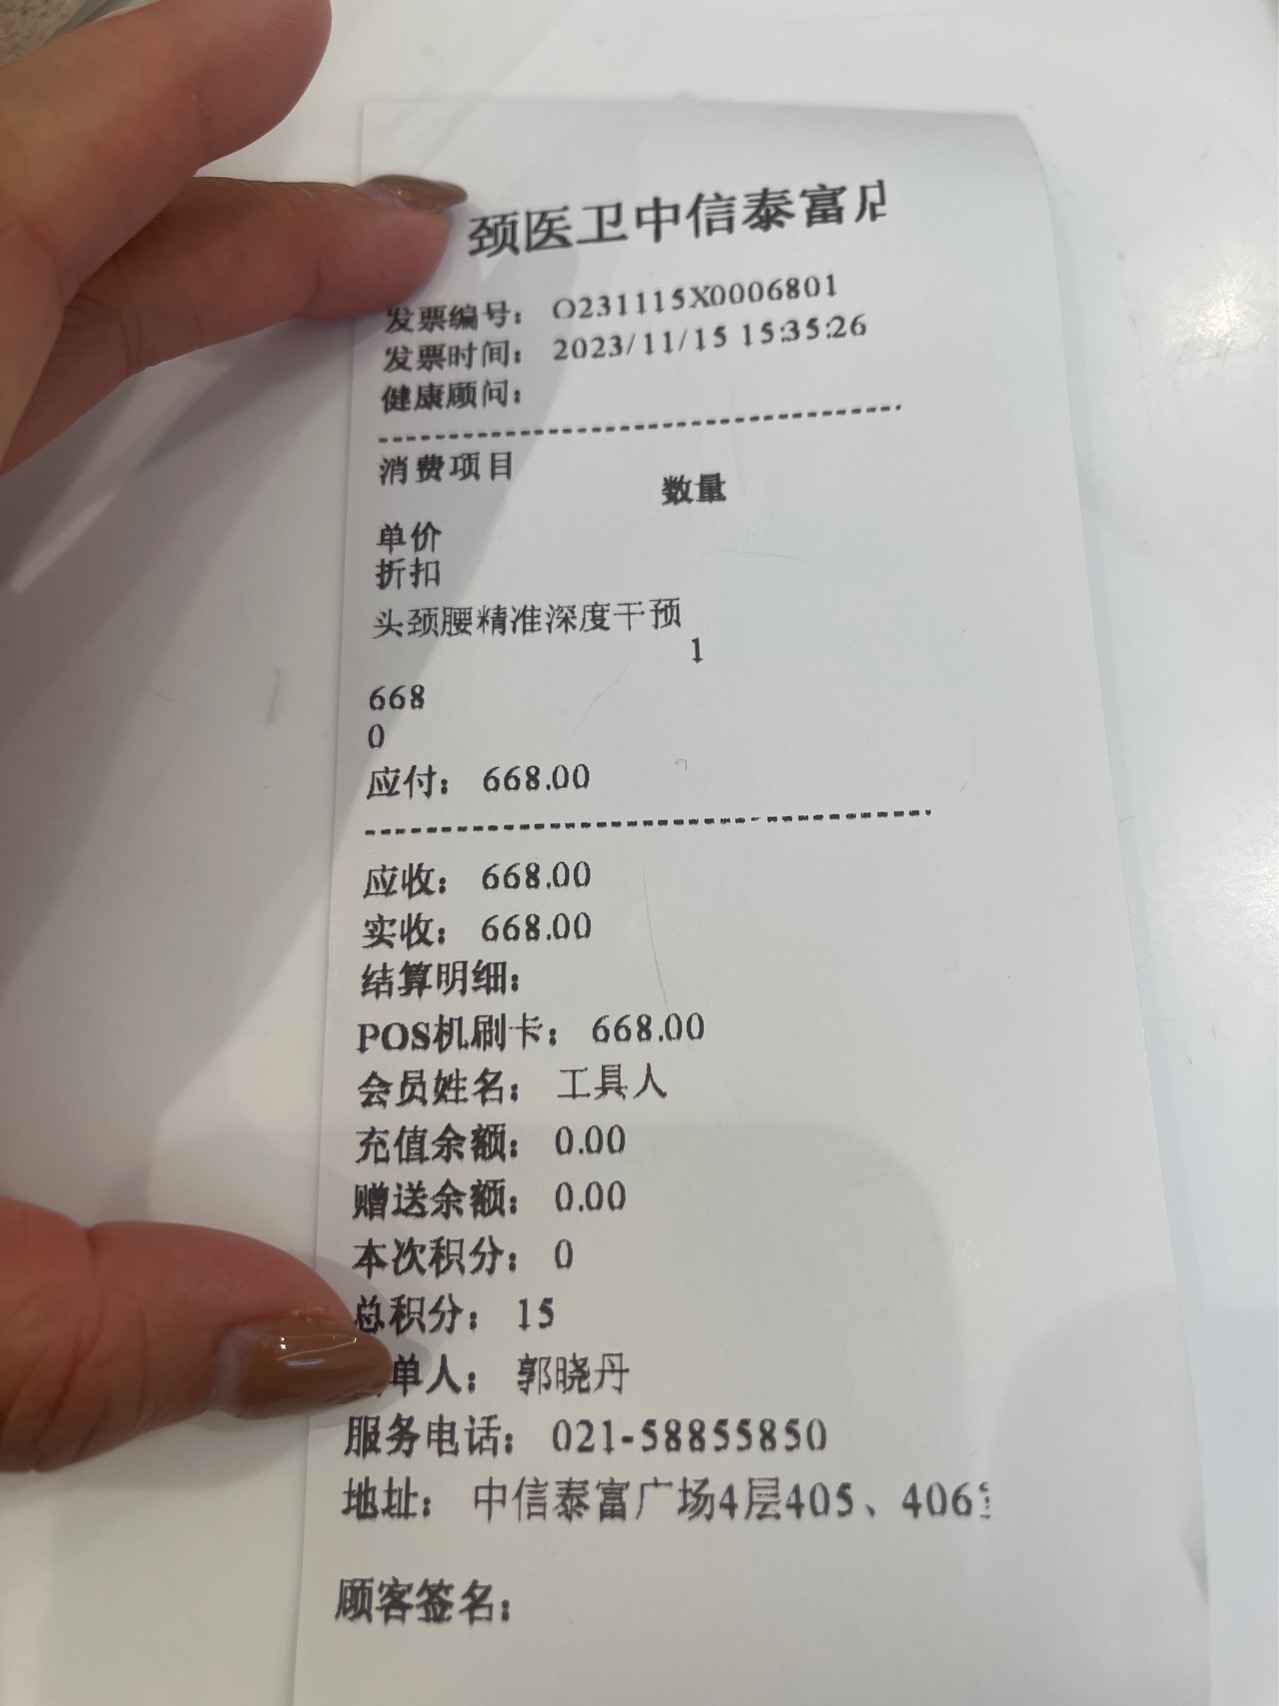 颈医卫中信泰富店
发票编号： O231115X0006801
发票时间： 2023/11/15 15:35:26
健康顾问：
消费项目
数量
单价
折扣
头颈腰精准深度干预
1
668
0
应付： 668.00
应收： 668.00
实收： 668.00
结算明细：
POS机刷卡： 668.00
会员姓名： 工具人
充值余额： 0.00
赠送余额： 0.00
本次积分： 0
总积分： 15
单人： 郭晓丹
服务电话： 021-58855850
地址： 中信泰富广场4层405、406
顾客签名：